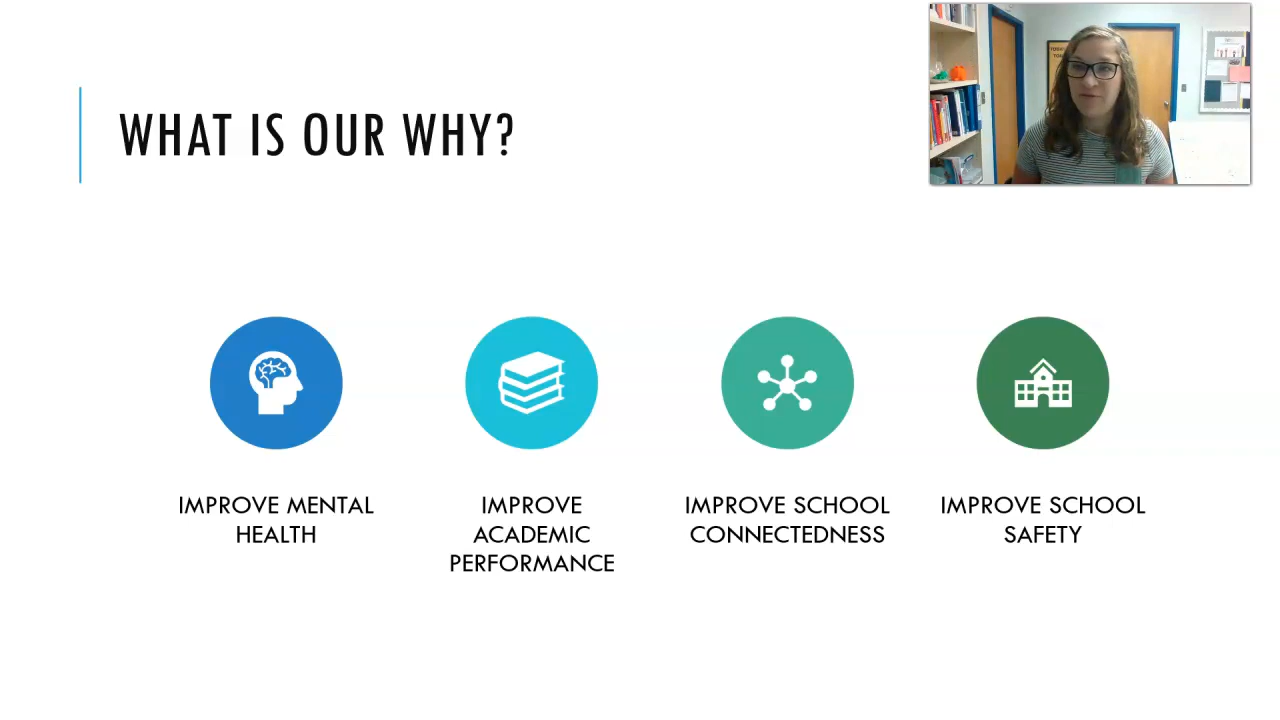 WHAT IS OUR WHY?
IMPROVE MENTAL
HEALTH
IMPROVE
ACADEMIC
PERFORMANCE
IMPROVE SCHOOL
CONNECTEDNESS
IMPROVE SCHOOL
SAFETY